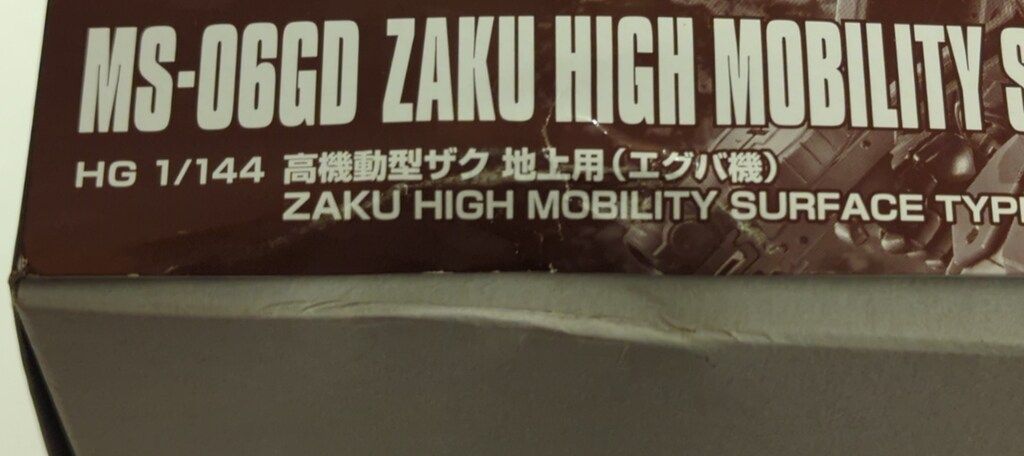 MS-06GD ZAKU HIGH MOBILITY S
HG 1/144 高機動型ザク 地上用(エグバ機)
ZAKU HIGH MOBILITY SURFACE TYPE